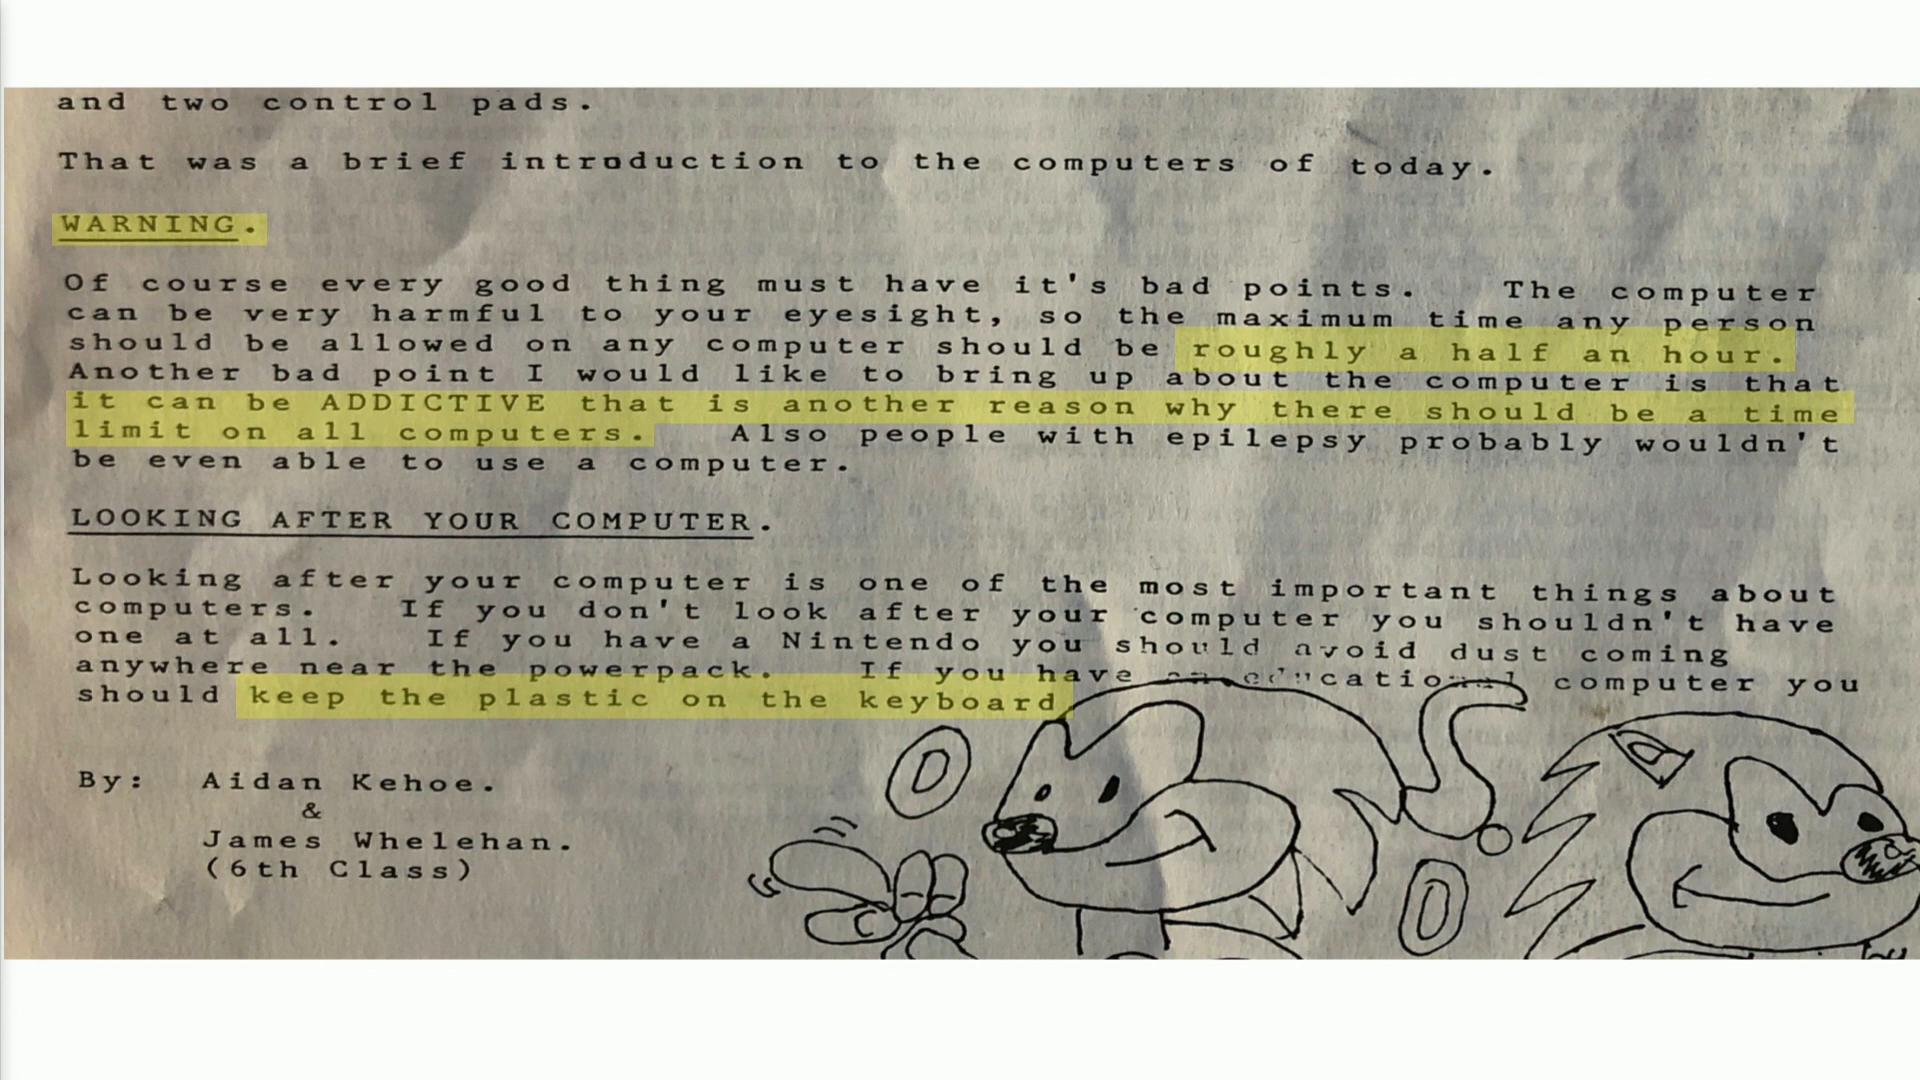 and two control pads.
That was a brief introduction to the computers of today.
WARNING.
Of course every good thing must have it's bad points. The computer
can be very harmful to your eyesight, so the maximum time any person
should be allowed on any computer should be roughly a half an hour.
Another bad point I would like to bring up about the computer is that
it can be ADDICTIVE that is another reason why there should be a time
limit on all computers. Also people with epilepsy probably wouldn't
be even able to use a computer.
LOOKING AFTER YOUR COMPUTER.
Looking after your computer is one of the most important things about
computers. If you don't look after your computer you shouldn't have
one at all. If you have a Nintendo you should avoid dust coming
anywhere near the powerpack. If you have an educational computer you
should keep the plastic on the keyboard
By: Aidan Kehoe.
&
James Whelehan.
(6th Class)